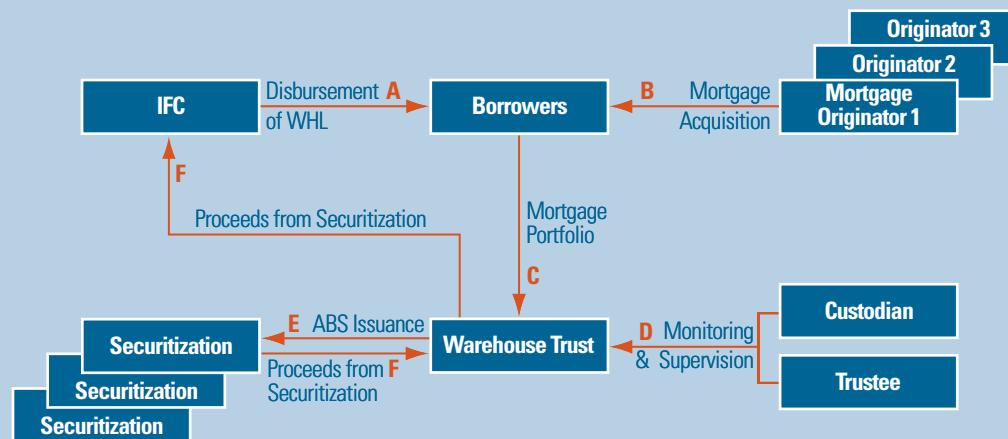 Originator 3
Originator 2
Mortgage
Originator 1
IFC
Disbursement A
of WHL
Borrowers
B Mortgage
Acquisition
F
Proceeds from Securitization
Mortgage
Portfolio
C
Custodian
Securitization
E ABS Issuance
Proceeds from F
Securitization
Warehouse Trust
D Monitoring
& Supervision
Trustee
Securitization
Securitization